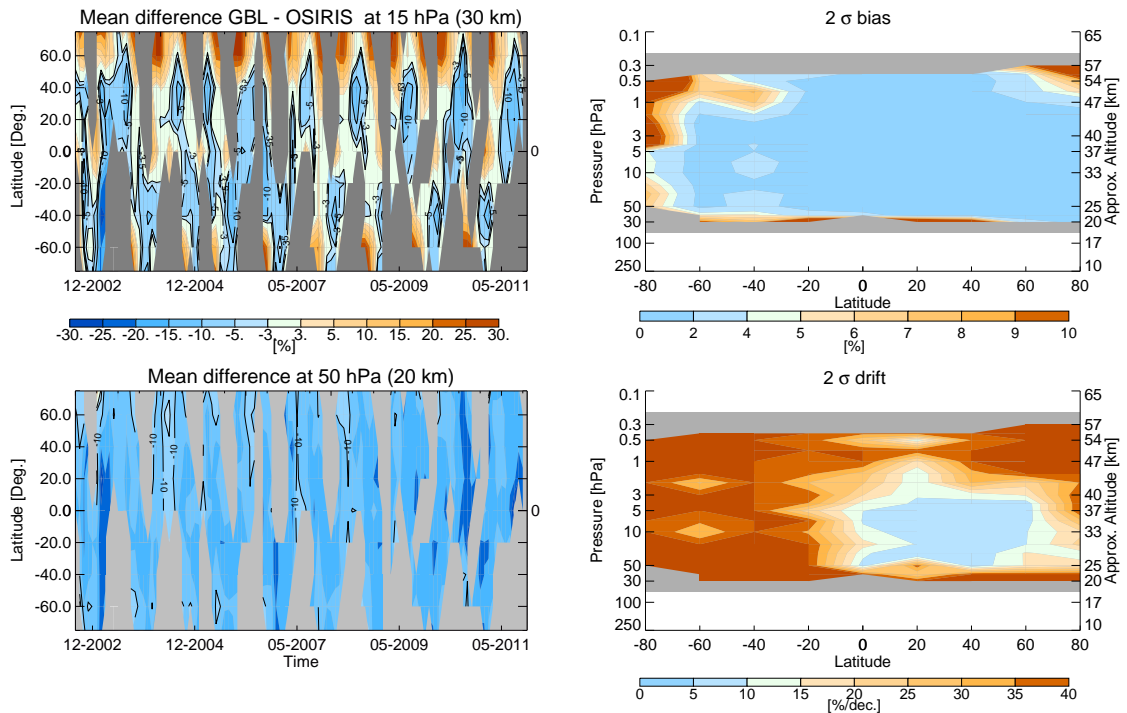 Mean difference GBL - OSIRIS at 15 hPa (30 km)
Latitude [Deg.]
60.0
40.0
20.0
0.0
-20.0
-40.0
-60.0
0
12-2002 12-2004 05-2007 05-2009 05-2011
-30. -25. -20. -15. -10. -5. -3. 3. 5. 10. 15. 20. 25. 30.
[%]
2 σ bias
Pressure [hPa]
0.1
0.3
0.5
1
3
5
10
50
30
100
250
65
57
54
47
40
37
33
25
20
17
10
Approx. Altitude [km]
-80 -60 -40 -20 0 20 40 60 80
Latitude
0 2 4 5 6 7 8 9 10
[%]
Mean difference at 50 hPa (20 km)
Latitude [Deg.]
60.0
40.0
20.0
0.0
-20.0
-40.0
-60.0
0
12-2002 12-2004 05-2007 05-2009 05-2011
Time
2 σ drift
Pressure [hPa]
0.1
0.3
0.5
1
3
5
10
50
30
100
250
65
57
54
47
40
37
33
25
20
17
10
Approx. Altitude [km]
-80 -60 -40 -20 0 20 40 60 80
Latitude
0 5 10 15 20 25 30 35 40
[%/dec.]